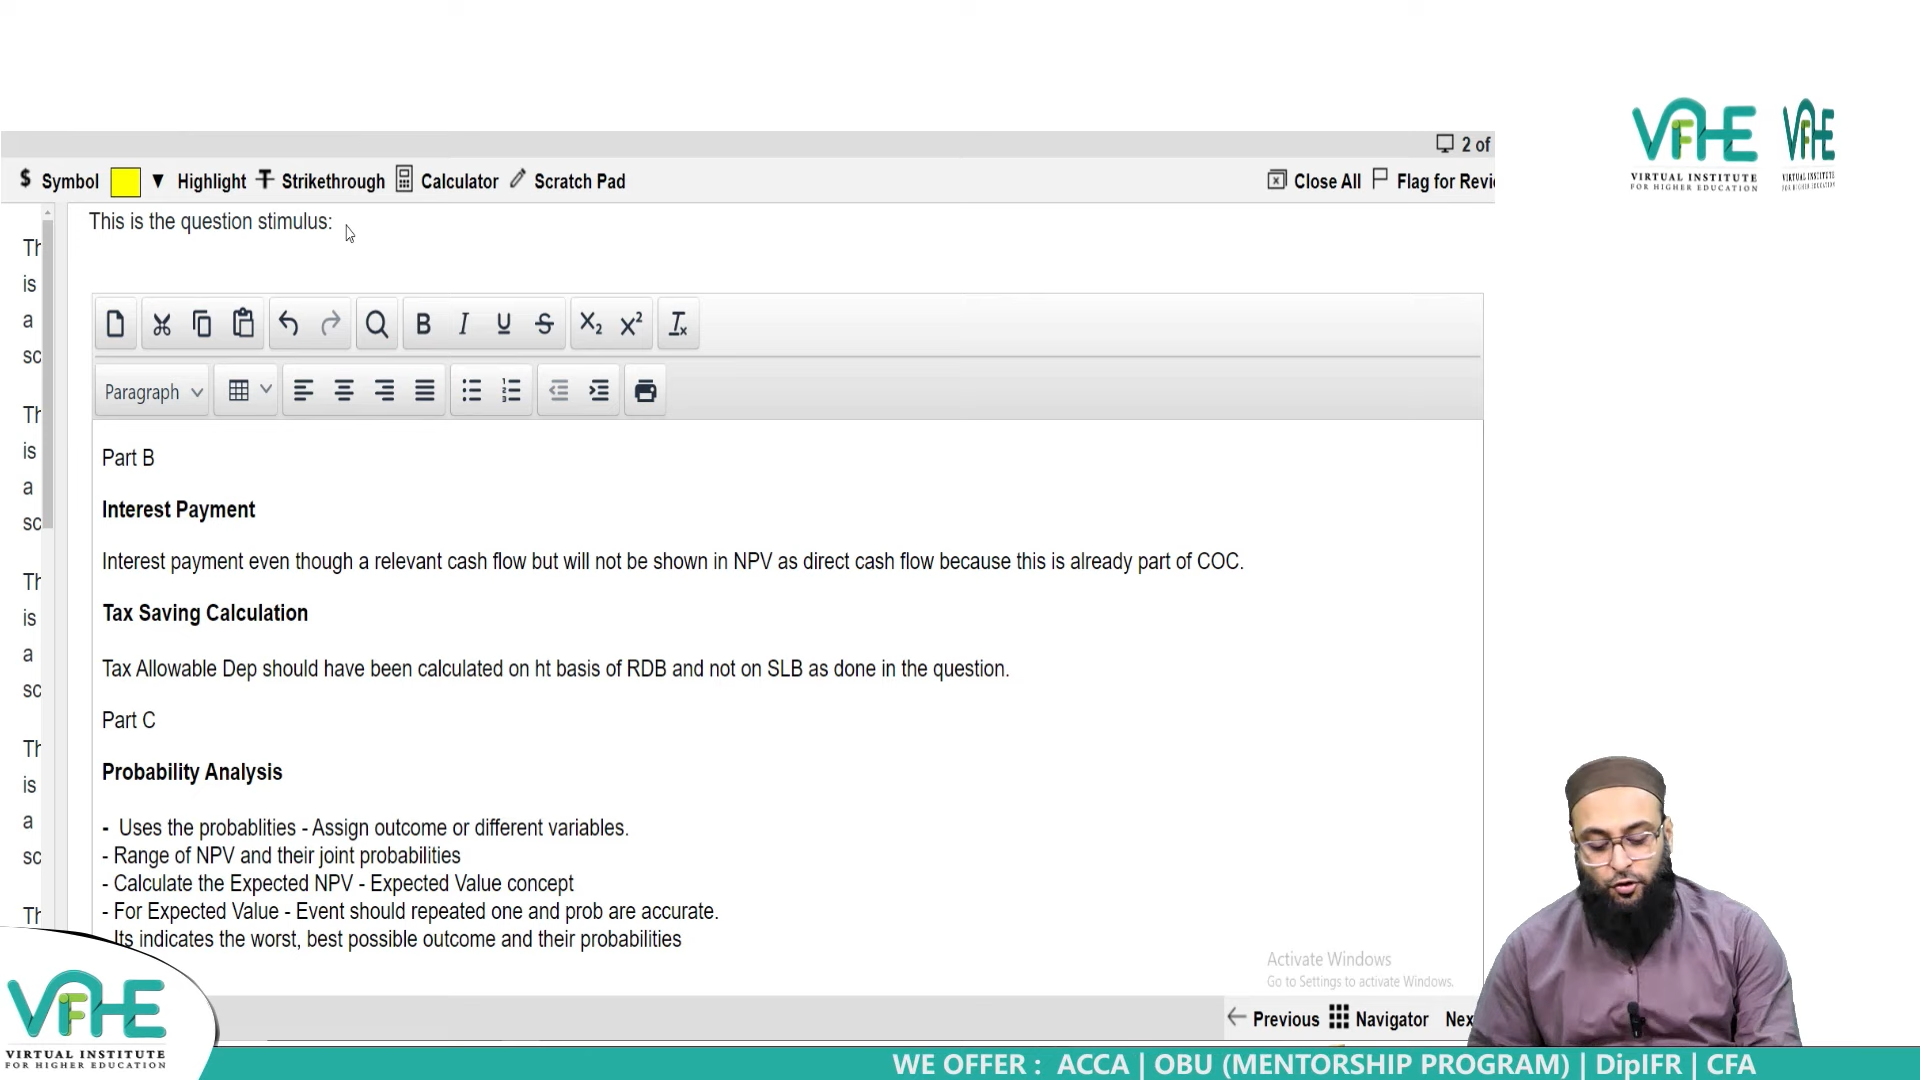 2 of
$ Symbol Highlight Strikethrough Calculator Scratch Pad Close All Flag for Revi
This is the question stimulus:
Paragraph
Part B
Interest Payment
Interest payment even though a relevant cash flow but will not be shown in NPV as direct cash flow because this is already part of COC.
Tax Saving Calculation
Tax Allowable Dep should have been calculated on ht basis of RDB and not on SLB as done in the question.
Part C
Probability Analysis
- Uses the probablities - Assign outcome or different variables.
- Range of NPV and their joint probabilities
- Calculate the Expected NPV - Expected Value concept
- For Expected Value - Event should repeated one and prob are accurate.
Its indicates the worst, best possible outcome and their probabilities
Th
is
a
sc
Th
is
a
sc
Th
is
a
sc
Th
is
a
sc
Th
Activate Windows
Go to Settings to activate Windows.
Previous Navigator Nex
VIFHE
VIRTUAL INSTITUTE
FOR HIGHER EDUCATION
VIFHE
VIRTUAL INSTITUTE
FOR HIGHER EDUCATION
VIFHE
VIRTUAL INSTITUTE
FOR HIGHER EDUCATION
WE OFFER : ACCA | OBU (MENTORSHIP PROGRAM) | DipIFR | CFA